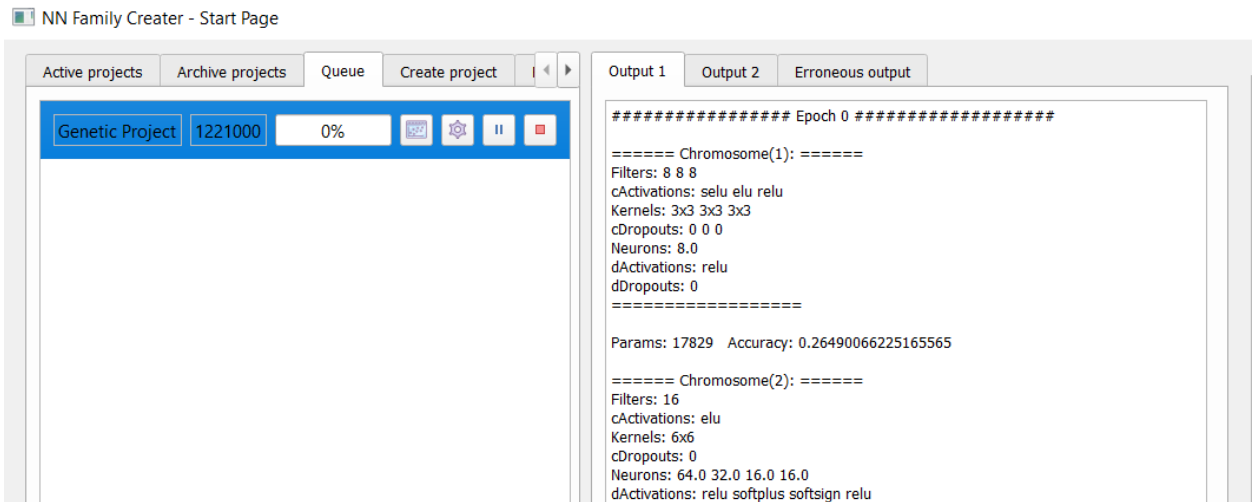 NN Family Creater - Start Page
Active projects
Archive projects
Queue
Create project
Genetic Project
1221000
0%
Output 1
Output 2
Erroneous output
################# Epoch 0 ###################
====== Chromosome(1): ======
Filters: 8 8 8
cActivations: selu elu relu
Kernels: 3x3 3x3 3x3
cDropouts: 0 0 0
Neurons: 8.0
dActivations: relu
dDropouts: 0
==================
Params: 17829 Accuracy: 0.26490066225165565
====== Chromosome(2): ======
Filters: 16
cActivations: elu
Kernels: 6x6
cDropouts: 0
Neurons: 64.0 32.0 16.0 16.0
dActivations: relu softplus softsign relu